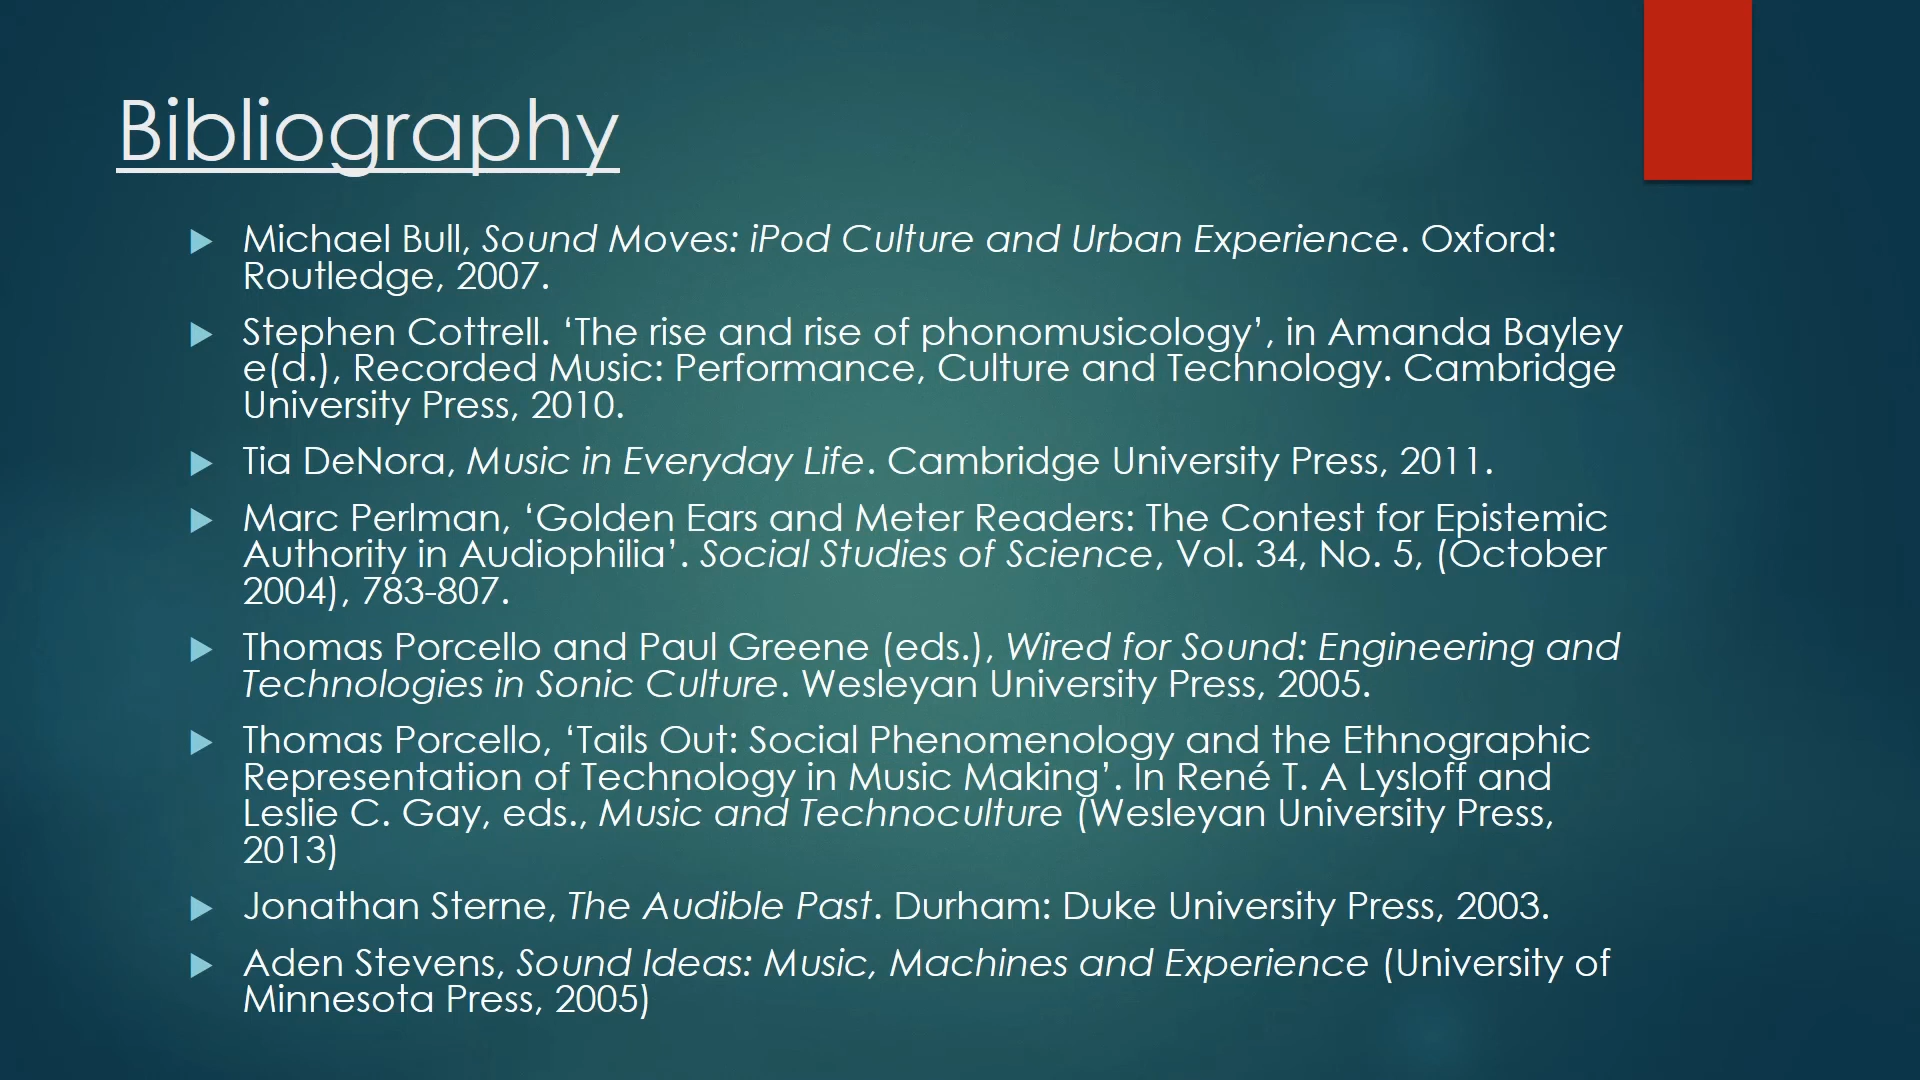 Bibliography
Michael Bull, Sound Moves: iPod Culture and Urban Experience. Oxford:
Routledge, 2007.
Stephen Cottrell. ‘The rise and rise of phonomusicology’, in Amanda Bayley
e(d.), Recorded Music: Performance, Culture and Technology. Cambridge
University Press, 2010.
Tia DeNora, Music in Everyday Life. Cambridge University Press, 2011.
Marc Perlman, ‘Golden Ears and Meter Readers: The Contest for Epistemic
Authority in Audiophilia’. Social Studies of Science, Vol. 34, No. 5, (October
2004), 783-807.
Thomas Porcello and Paul Greene (eds.), Wired for Sound: Engineering and
Technologies in Sonic Culture. Wesleyan University Press, 2005.
Thomas Porcello, ‘Tails Out: Social Phenomenology and the Ethnographic
Representation of Technology in Music Making’. In René T. A Lysloff and
Leslie C. Gay, eds., Music and Technoculture (Wesleyan University Press,
2013)
Jonathan Sterne, The Audible Past. Durham: Duke University Press, 2003.
Aden Stevens, Sound Ideas: Music, Machines and Experience (University of
Minnesota Press, 2005)